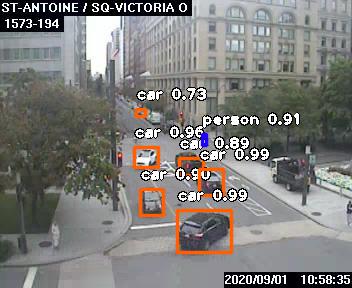 ST-ANTOINE / SQ-VICTORIA O
1573-194
car 0.73
person 0.91
car 0.96
car 0.89
car 0.99
car 0.90
car 0.99
2020/09/01 10:58:35